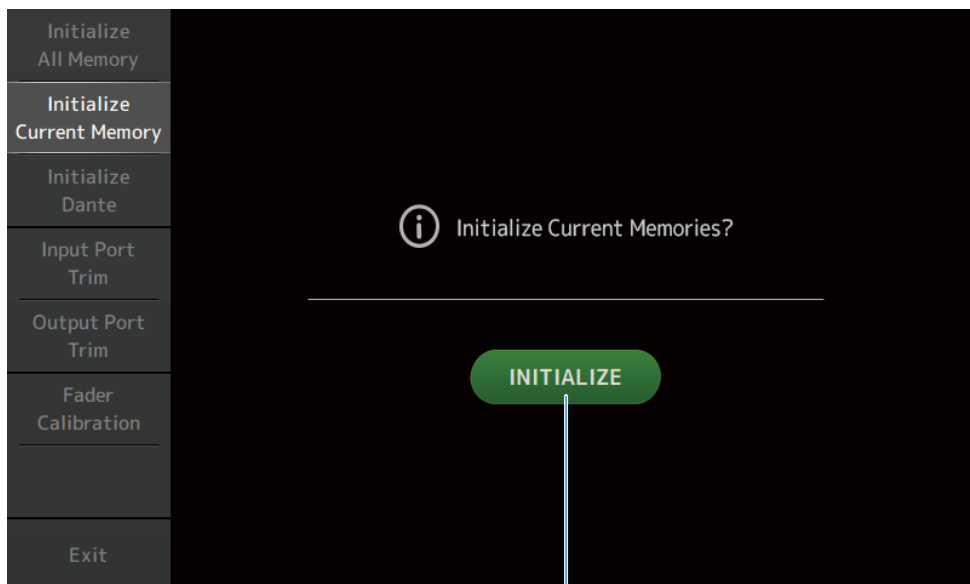 Initialize
All Memory
Initialize
Current Memory
Initialize
Dante
Input Port
Trim
Output Port
Trim
Fader
Calibration
Exit
Initialize Current Memories?
INITIALIZE